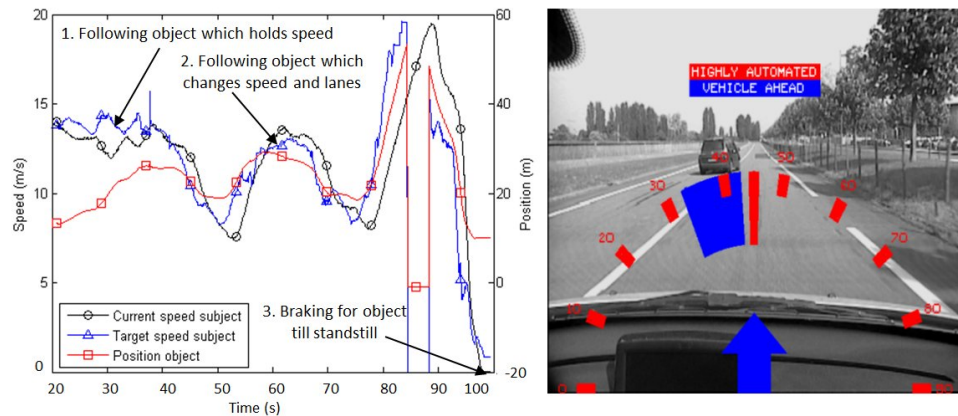 20
60
1. Following object which holds speed
2. Following object which
changes speed and lanes
15
40
10
20
5
0
3. Braking for object
till standstill
Current speed subject
Target speed subject
Position object
0
-20
20 30 40 50 60 70 80 90 100
Time (s)
Speed (m/s)
Position (m)
HIGHLY AUTOMATED
VEHICLE AHEAD
40
50
30
60
20
70
10
80
0